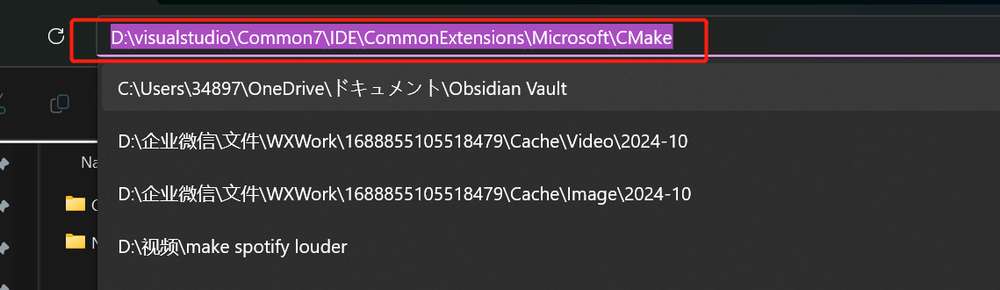 D:\visualstudio\Common7\IDE\CommonExtensions\Microsoft\CMake
C:\Users\34897\OneDrive\ドキュメント\Obsidian Vault
D:\企业微信\文件\WXWork\1688855105518479\Cache\Video\2024-10
Na
D:\企业微信\文件\WXWork\1688855105518479\Cache\Image\2024-10
D:\视频\make spotify louder